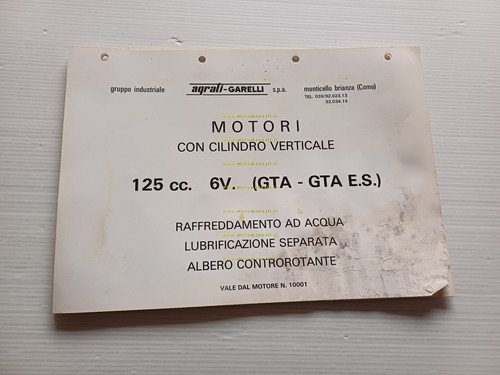 gruppo industriale agrati-GARELLI s.p.a. monticello brianza (Como)
TEL. 039/92.023.13
92.034.14
MOTORI
CON CILINDRO VERTICALE
125 cc. 6V. (GTA - GTA E.S.)
RAFFREDDAMENTO AD ACQUA
LUBRIFICAZIONE SEPARATA
ALBERO CONTROROTANTE
VALE DAL MOTORE N. 10001